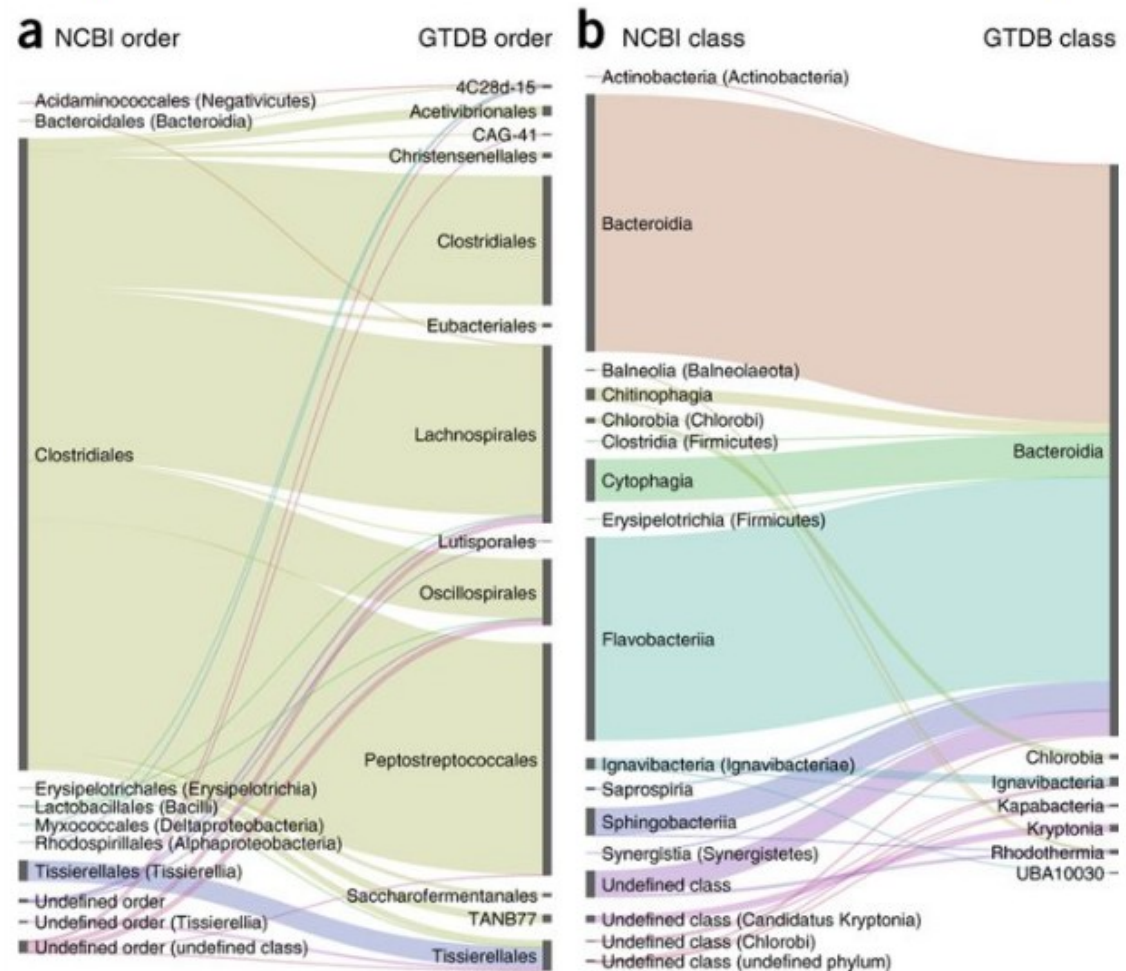 a NCBI order GTDB order
4C28d-15
Acidaminococcales (Negativicutes)
Bacteroidales (Bacteroidia)
Acetivibrionales
CAG-41
Christensenellales
Clostridiales
Eubacteriales
Lachnospirales
Clostridiales
Lutisporales
Oscillospirales
Peptostreptococcales
Erysipelotrichales (Erysipelotrichia)
Lactobacillales (Bacilli)
Myxococcales (Deltaproteobacteria)
Rhodospirillales (Alphaproteobacteria)
Tissierellales (Tissierellia)
Saccharofermentanales
Undefined order
TANB77
Undefined order (Tissierellia)
Undefined order (undefined class)
Tissierellales
b NCBI class GTDB class
Actinobacteria (Actinobacteria)
Bacteroidia
Balneolia (Balneolaeota)
Chitinophagia
Chlorobia (Chlorobi)
Clostridia (Firmicutes)
Bacteroidia
Cytophagia
Erysipelotrichia (Firmicutes)
Flavobacteriia
Chlorobia
Ignavibacteria (Ignavibacteriae)
Ignavibacteria
Saprospiria
Kapabacteria
Sphingobacteriia
Kryptonia
Synergistia (Synergistetes)
Rhodothermia
UBA10030
Undefined class
Undefined class (Candidatus Kryptonia)
Undefined class (Chlorobi)
Undefined class (undefined phylum)